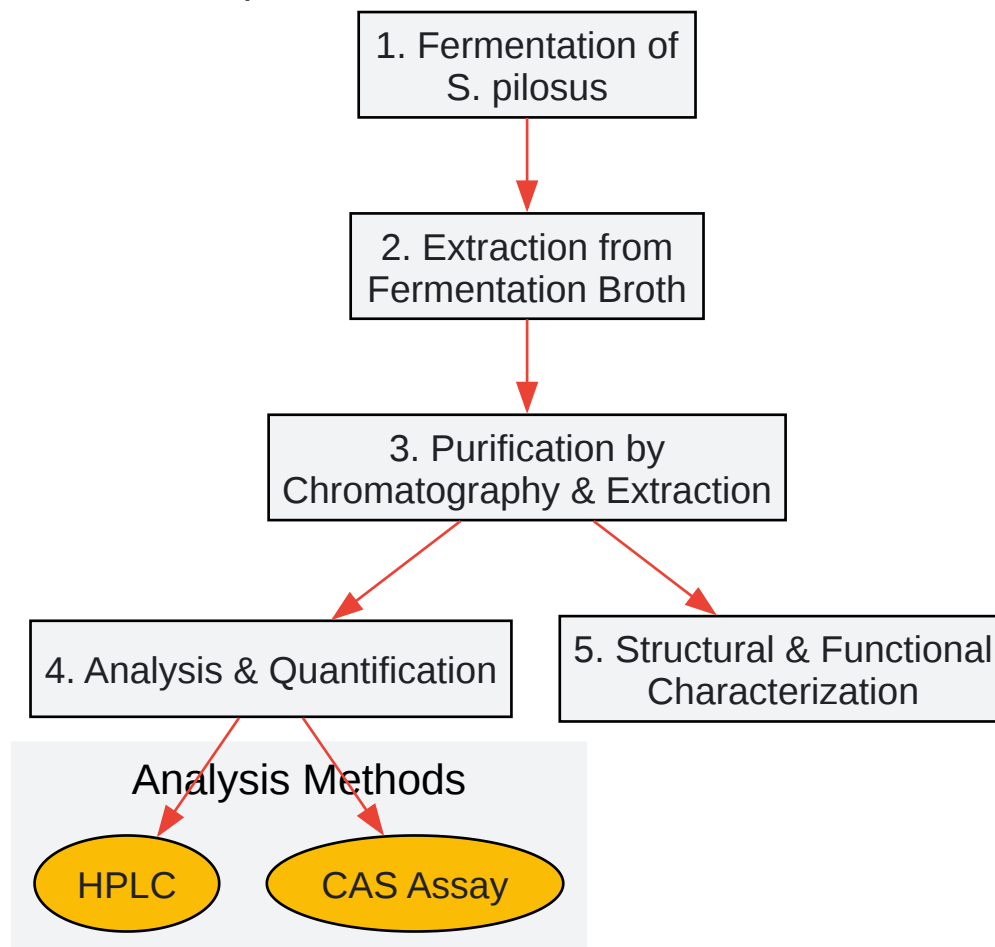 1. Fermentation of
S. pilosus
2. Extraction from
Fermentation Broth
3. Purification by
Chromatography & Extraction
4. Analysis & Quantification
5. Structural & Functional
Characterization
Analysis Methods
HPLC
CAS Assay